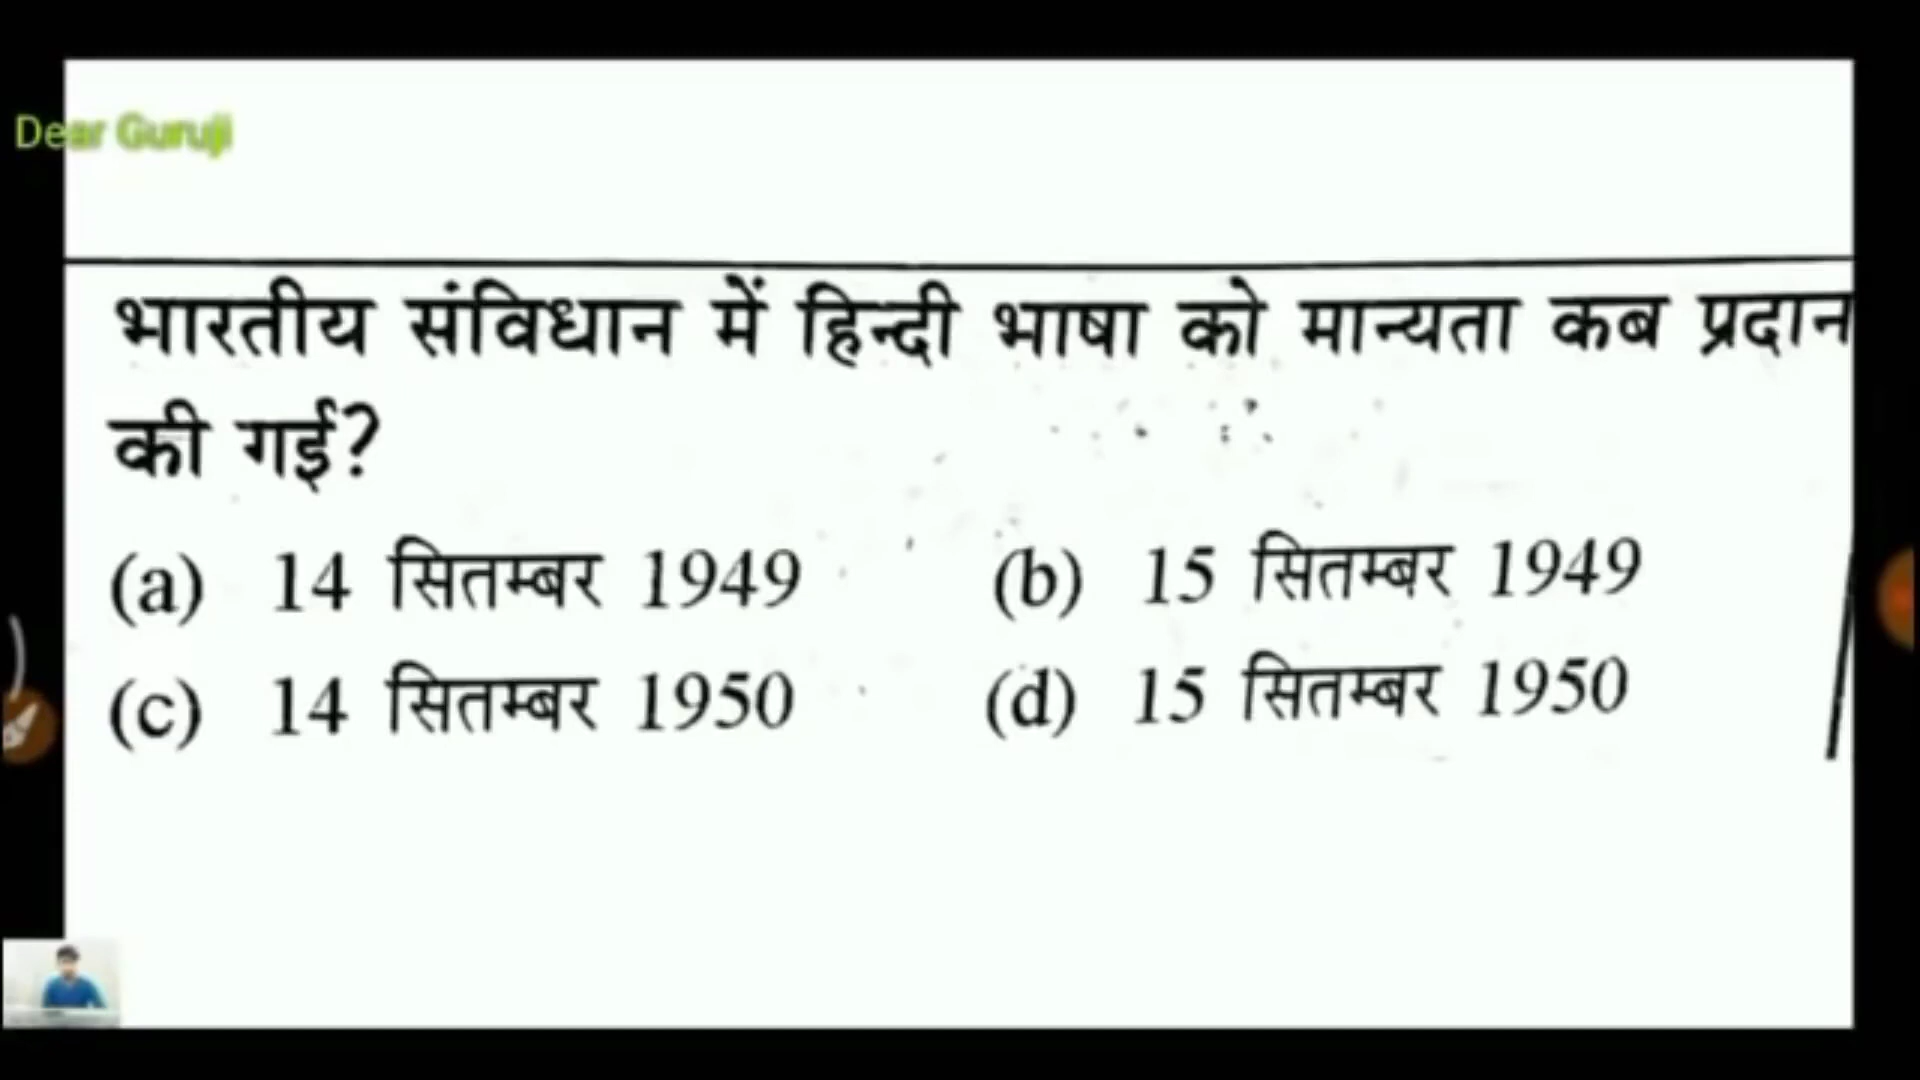 Dear Guruji
भारतीय संविधान में हिन्दी भाषा को मान्यता कब प्रदान
की गई?
(a) 14 सितम्बर 1949 (b) 15 सितम्बर 1949
(c) 14 सितम्बर 1950 (d) 15 सितम्बर 1950